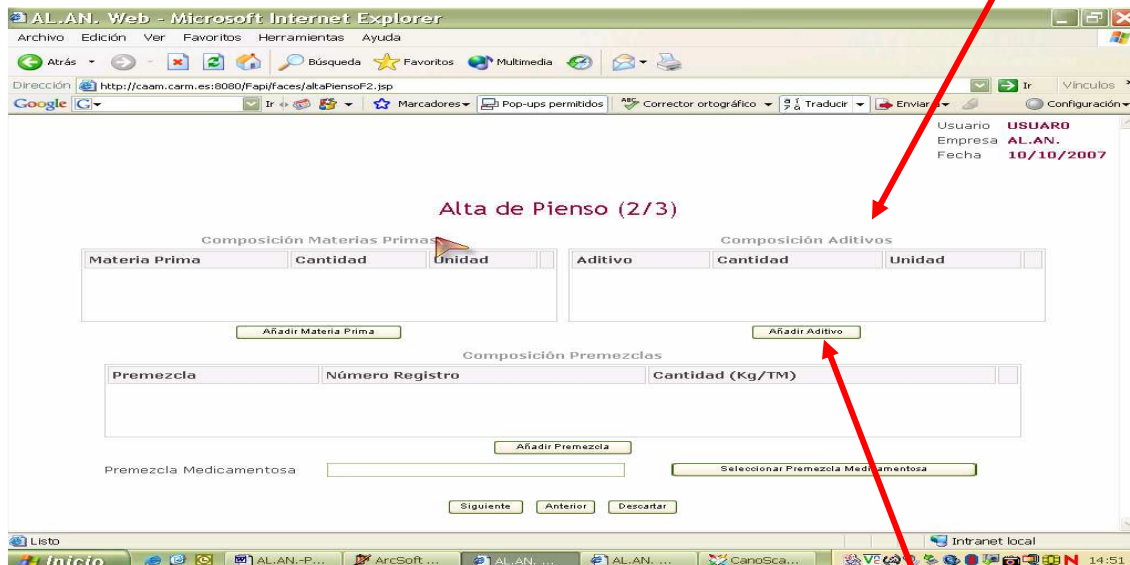 AL.AN. Web - Microsoft Internet Explorer
Archivo Edición Ver Favoritos Herramientas Ayuda
Atrás Búsqueda Favoritos Multimedia
Dirección http://caam.carm.es:8080/Fapi/faces/altaPiensoF2.jsp Ir Vínculos
Google G Ir Marcadores Pop-ups permitidos Corrector ortográfico Traducir Enviar a Configuración
Usuario USUAR0
Empresa AL.AN.
Fecha 10/10/2007
Alta de Pienso (2/3)
Composición Materias Primas Composición Aditivos
Materia Prima Cantidad Unidad Aditivo Cantidad Unidad
Añadir Materia Prima Añadir Aditivo
Composición Premezclas
Premezcla Número Registro Cantidad (Kg/TM)
Añadir Premezcla
Premezcla Medicamentosa Seleccionar Premezcla Medicamentosa
Siguiente Anterior Descartar
Listo Intranet local
Inicio AL.AN.-P... ArcSoft ... AL.AN. ... AL.AN. ... CanoSca... 14:51